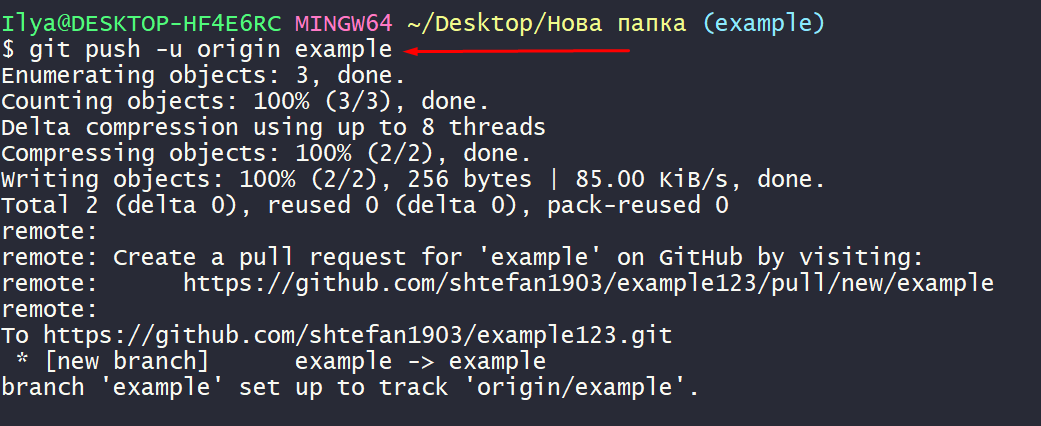 Ilya@DESKTOP-HF4E6RC MINGW64 ~/Desktop/Нова папка (example)
$ git push -u origin example
Enumerating objects: 3, done.
Counting objects: 100% (3/3), done.
Delta compression using up to 8 threads
Compressing objects: 100% (2/2), done.
Writing objects: 100% (2/2), 256 bytes | 85.00 KiB/s, done.
Total 2 (delta 0), reused 0 (delta 0), pack-reused 0
remote:
remote: Create a pull request for 'example' on GitHub by visiting:
remote:      https://github.com/shtefan1903/example123/pull/new/example
remote:
To https://github.com/shtefan1903/example123.git
 * [new branch]      example -> example
branch 'example' set up to track 'origin/example'.